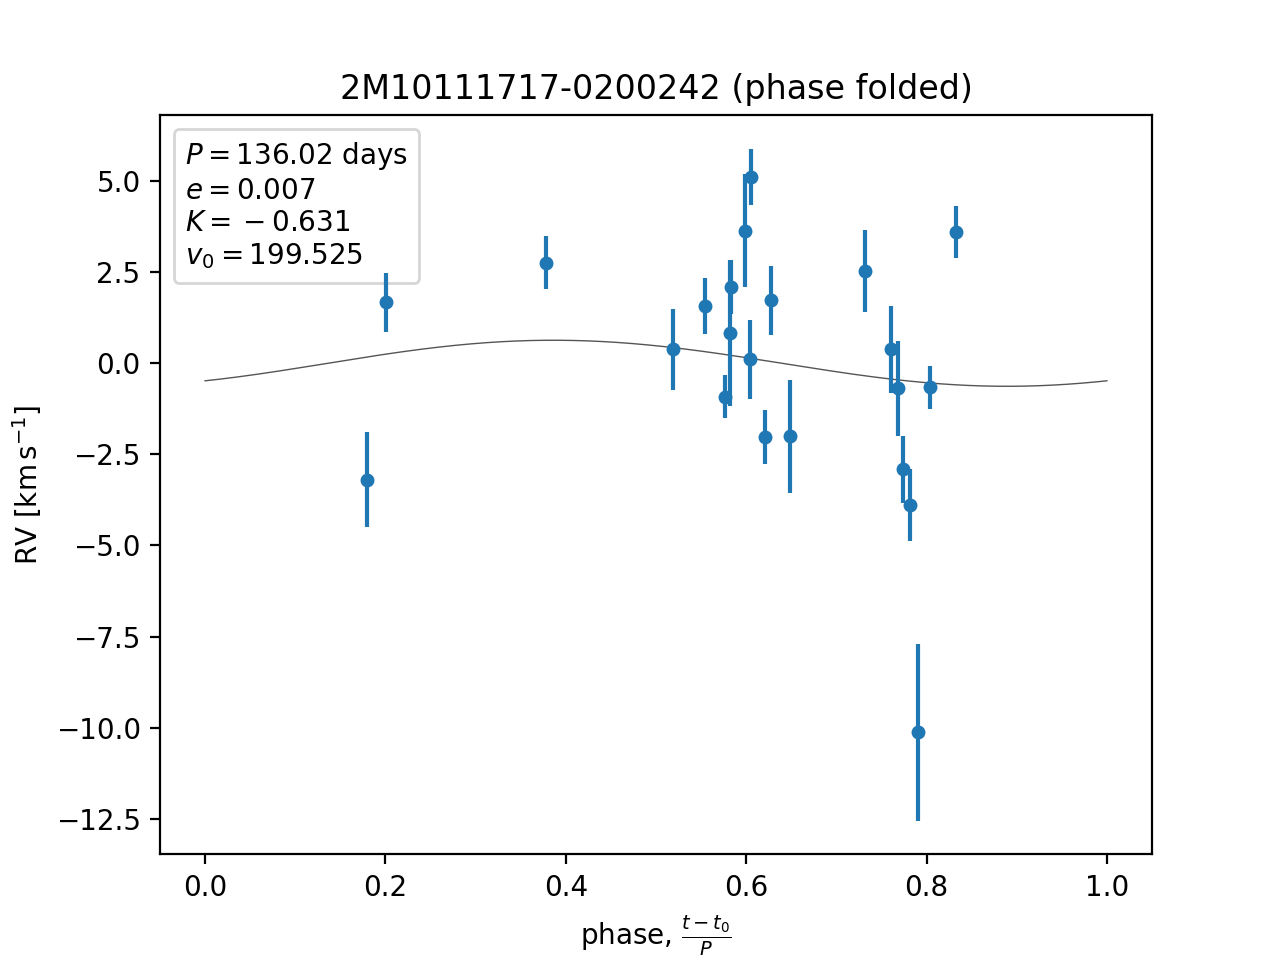 2M10111717-0200242 (phase folded)
P = 136.02 days
e = 0.007
K = −0.631
v₀ = 199.525
5.0
2.5
0.0
−2.5
−5.0
−7.5
−10.0
−12.5
RV [km s⁻¹]
0.0 0.2 0.4 0.6 0.8 1.0
phase, (t − t₀)/P